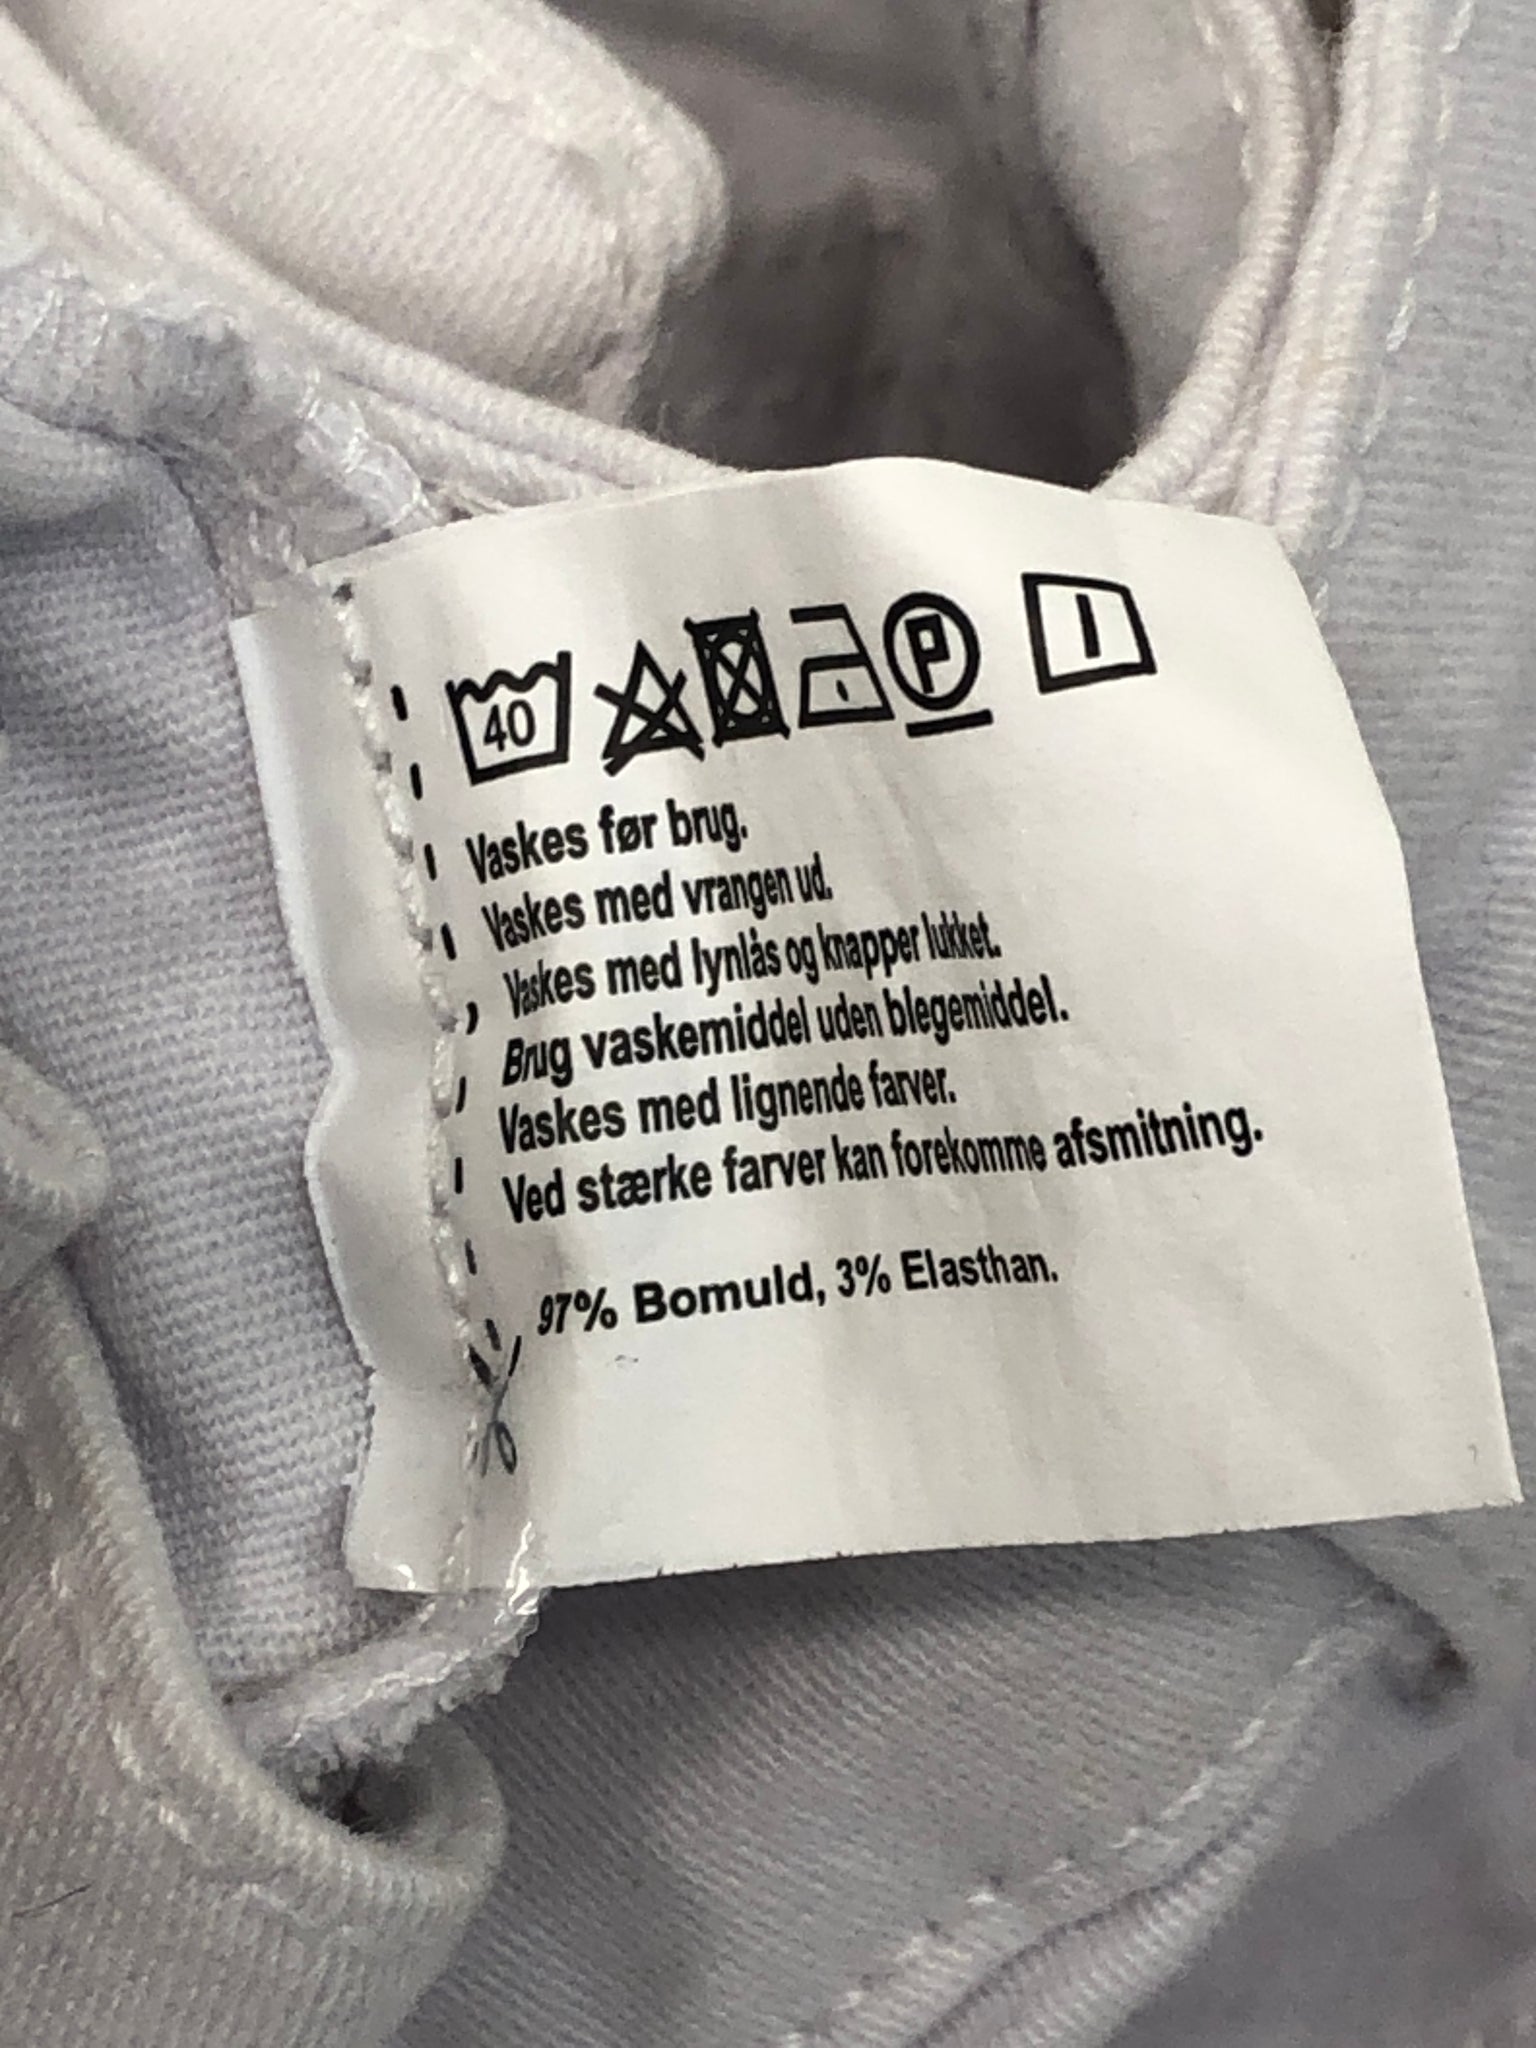 40 P
Vaskes før brug.
Vaskes med vrangen ud.
Vaskes med lynlås og knapper lukket.
Brug vaskemiddel uden blegemiddel.
Vaskes med lignende farver.
Ved stærke farver kan forekomme afsmitning.
97% Bomuld, 3% Elasthan.